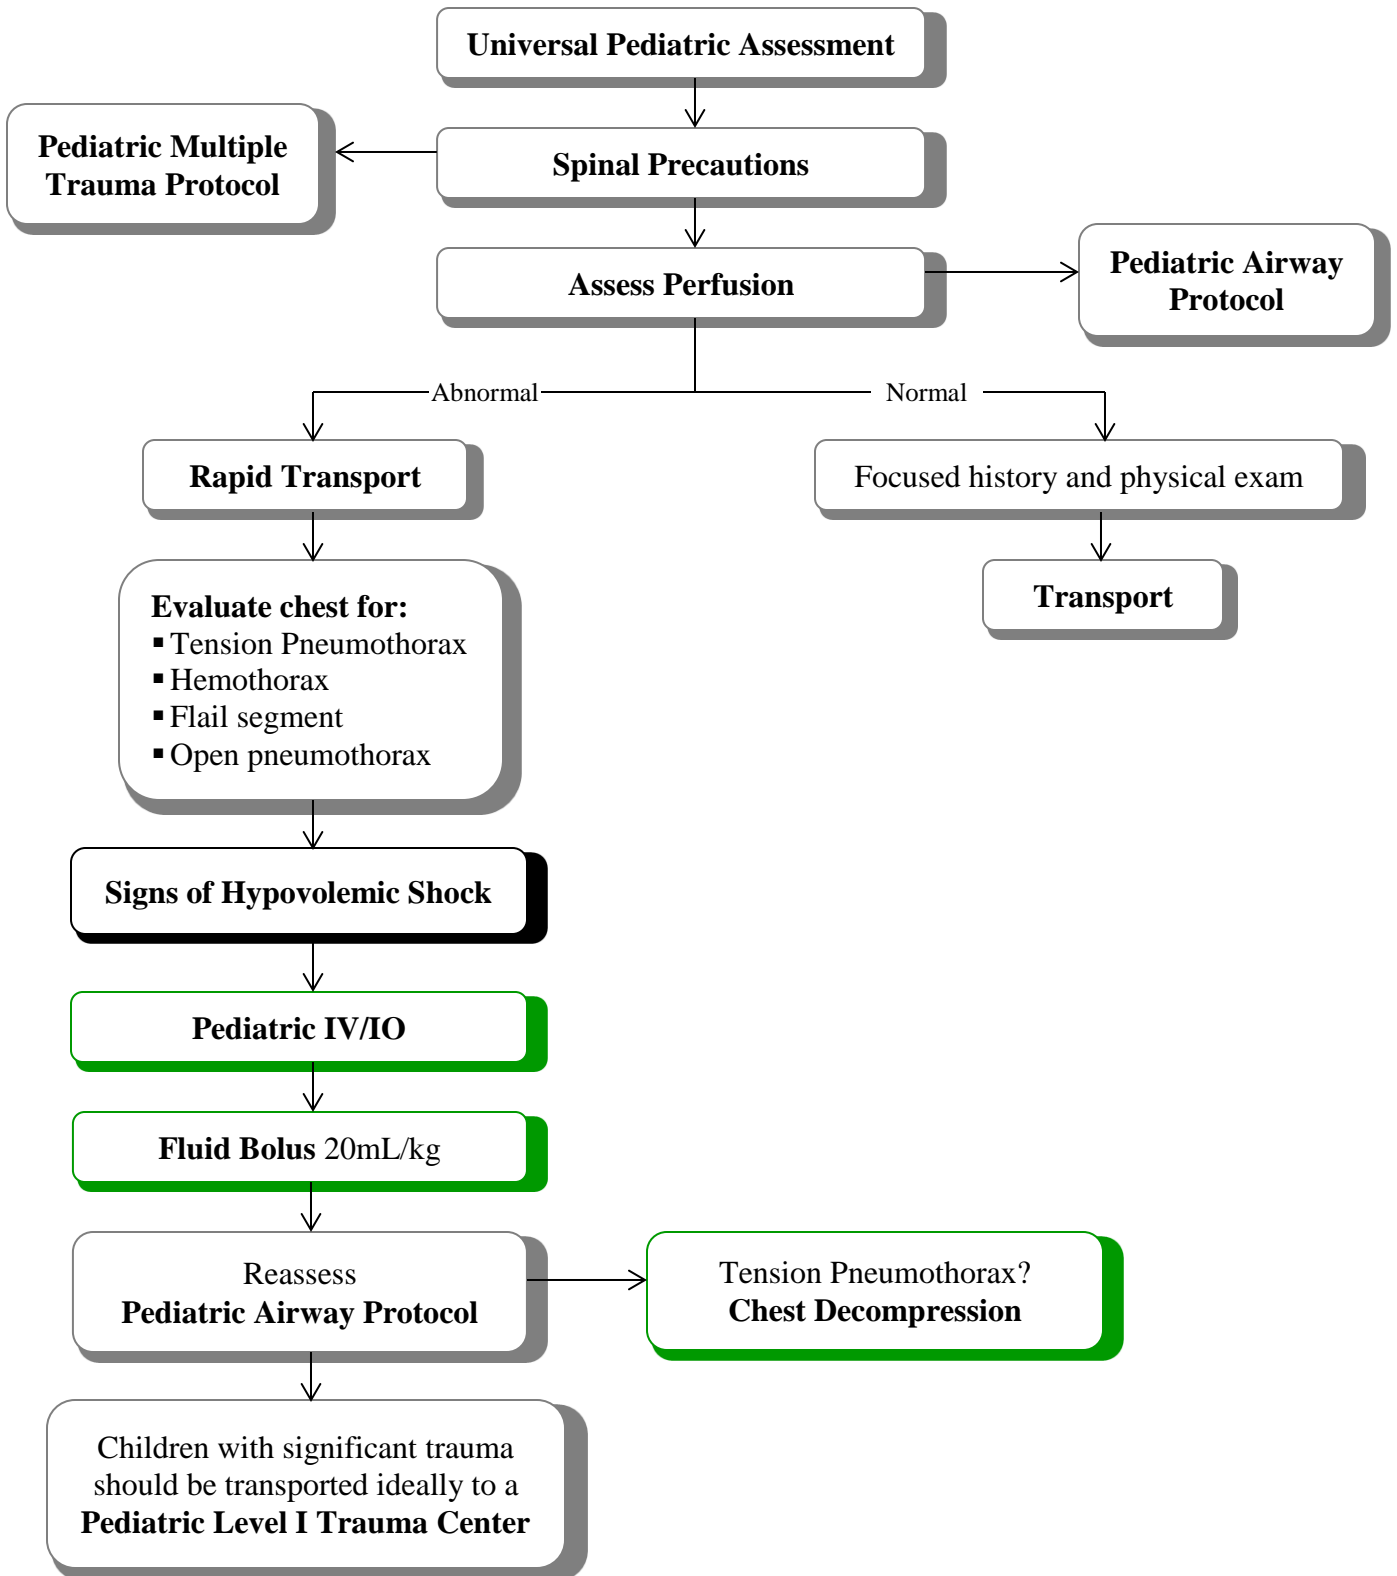 Universal Pediatric Assessment
Pediatric Multiple
Trauma Protocol
Spinal Precautions
Assess Perfusion
Pediatric Airway
Protocol
Abnormal
Normal
Rapid Transport
Focused history and physical exam
Evaluate chest for:
▪ Tension Pneumothorax
▪ Hemothorax
▪ Flail segment
▪ Open pneumothorax
Transport
Signs of Hypovolemic Shock
Pediatric IV/IO
Fluid Bolus 20mL/kg
Reassess
Pediatric Airway Protocol
Tension Pneumothorax?
Chest Decompression
Children with significant trauma
should be transported ideally to a
Pediatric Level I Trauma Center